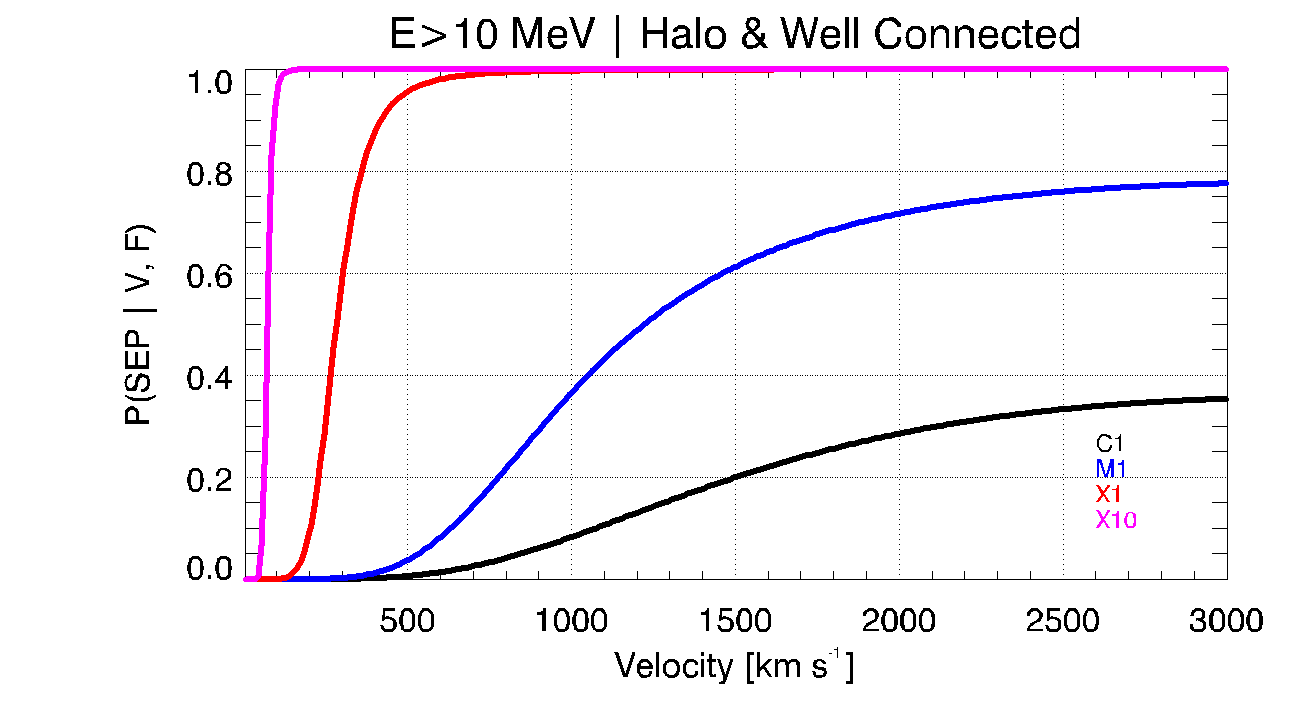 E>10 MeV | Halo & Well Connected
1.0
0.8
0.6
0.4
0.2
0.0
P(SEP | V, F)
C1
M1
X1
X10
500 1000 1500 2000 2500 3000
Velocity [km s⁻¹]